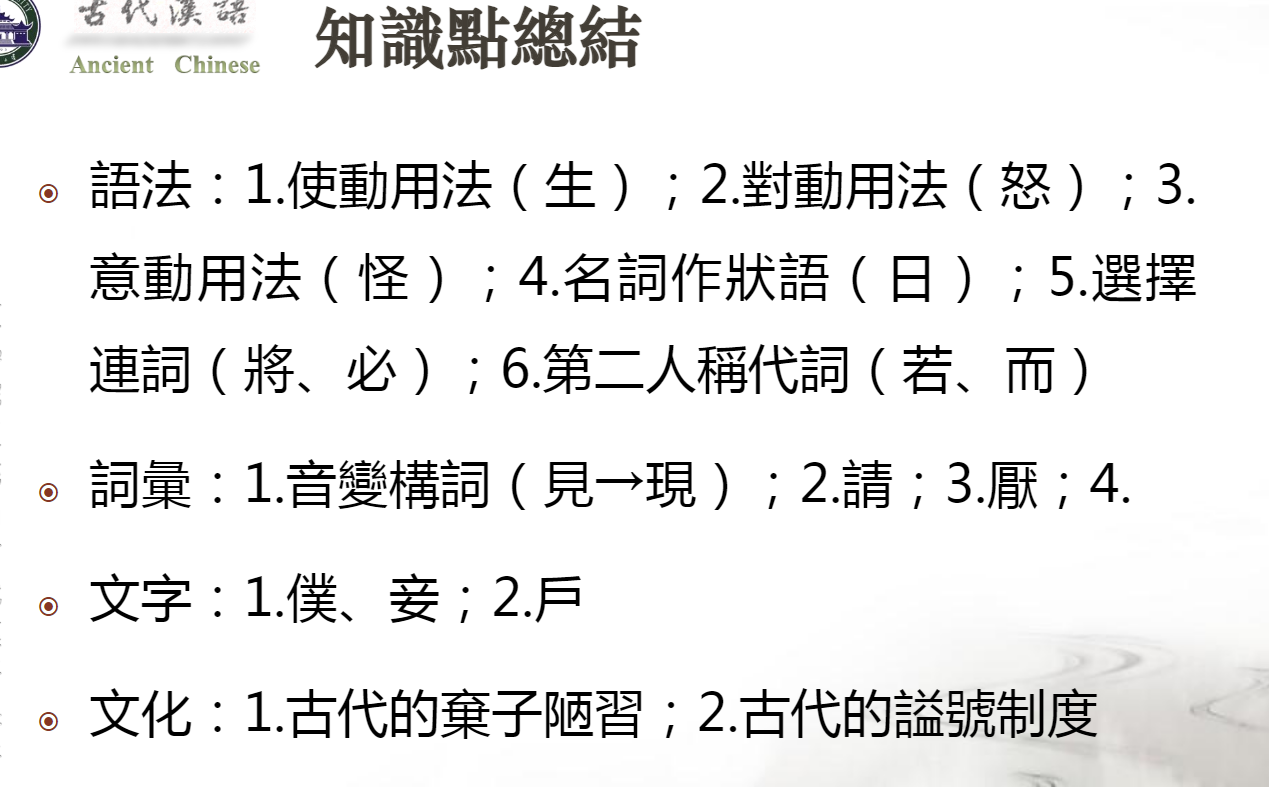 古代漢語
Ancient Chinese
知識點總結
語法：1.使動用法（生）；2.對動用法（怒）；3.
意動用法（怪）；4.名詞作狀語（日）；5.選擇
連詞（將、必）；6.第二人稱代詞（若、而）
詞彙：1.音變構詞（見→現）；2.請；3.厭；4.
文字：1.僕、妾；2.戶
文化：1.古代的棄子陋習；2.古代的謚號制度